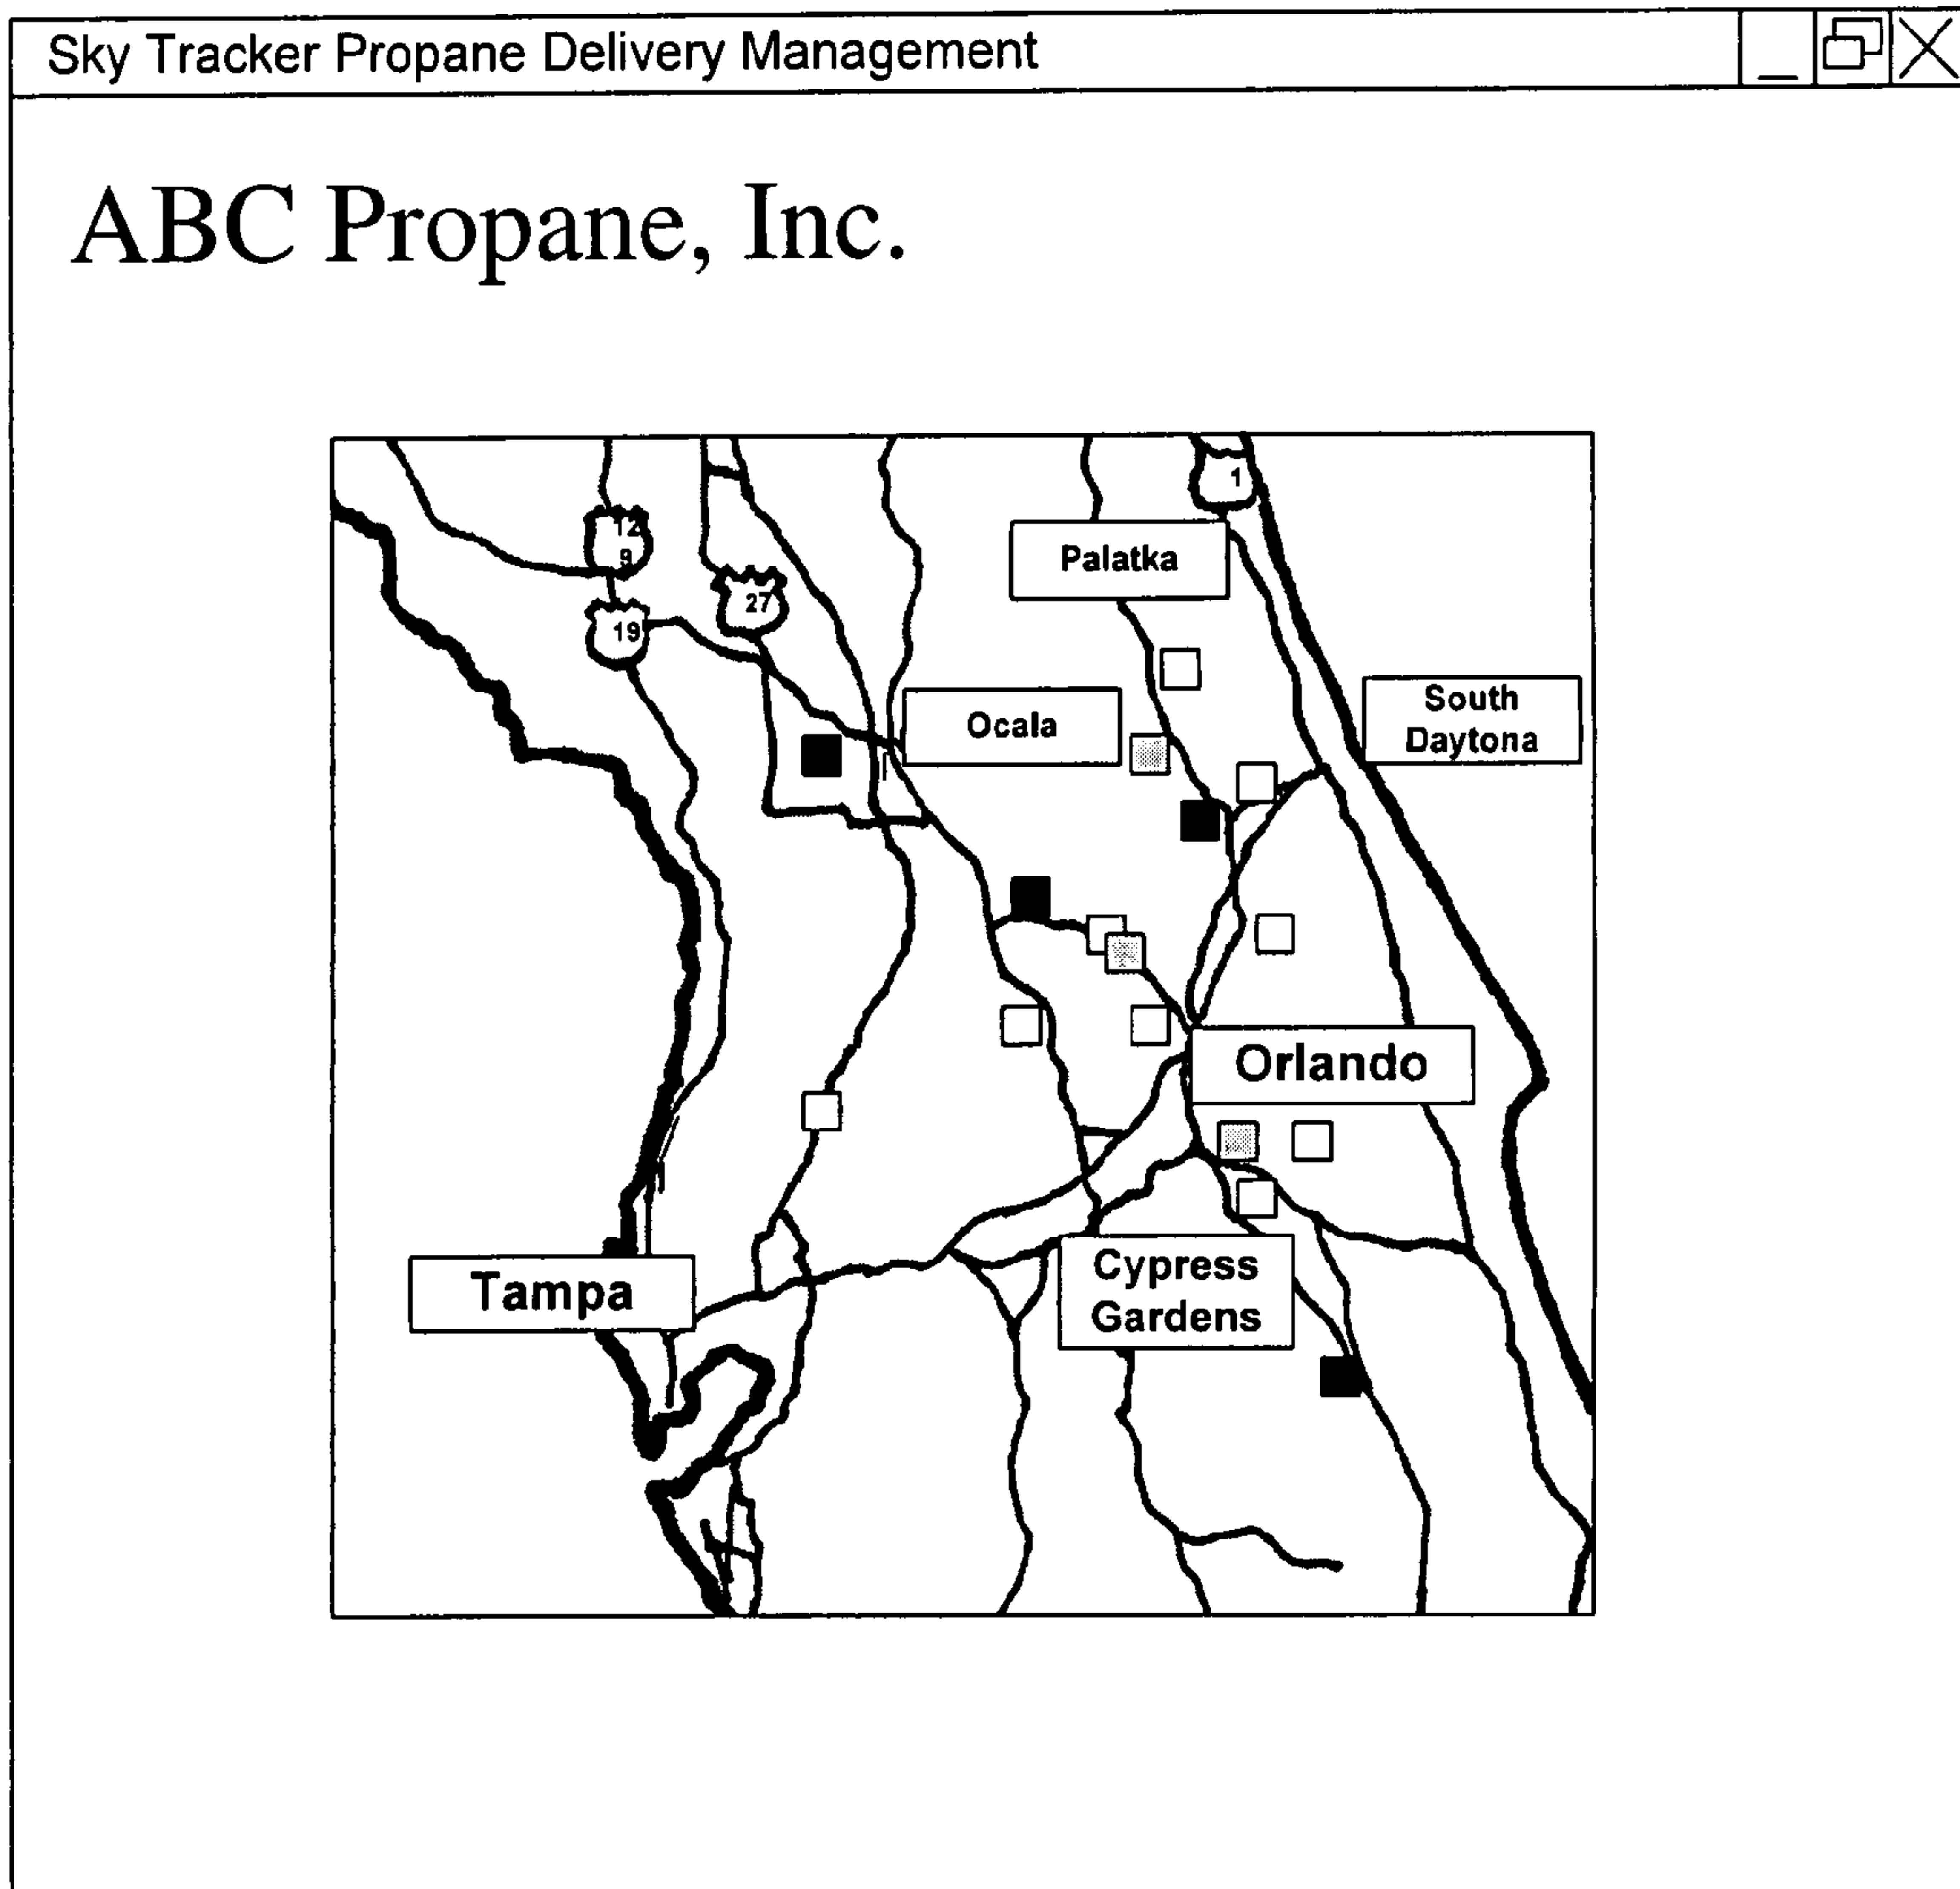 Sky Tracker Propane Delivery Management
ABC Propane, Inc.
1
12
9
Palatka
27
19
South
Daytona
Ocala
Orlando
Cypress
Gardens
Tampa